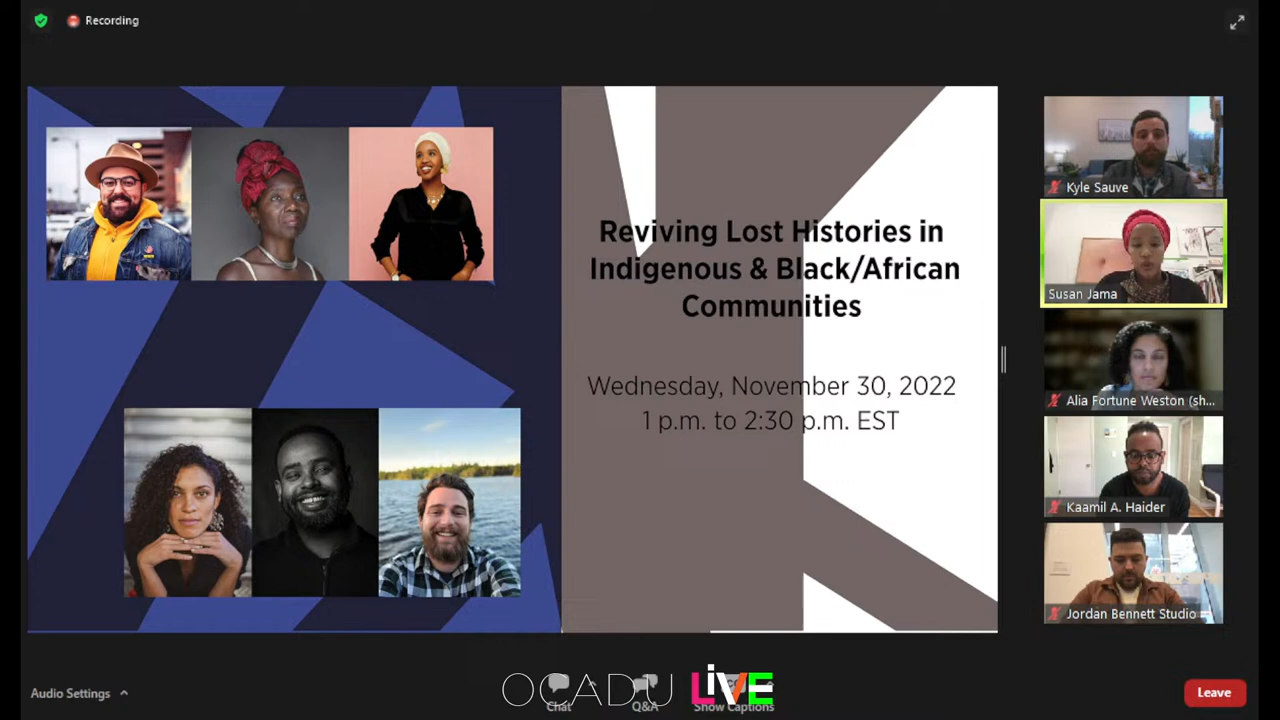 Recording
Reviving Lost Histories in
Indigenous & Black/African
Communities
Wednesday, November 30, 2022
1 p.m. to 2:30 p.m. EST
Kyle Sauve
Susan Jama
Alia Fortune Weston (sh...
Kaamil A. Haider
Jordan Bennett Studio
Audio Settings
OCADU LiVE
Chat
Q&A
Show Captions
Leave